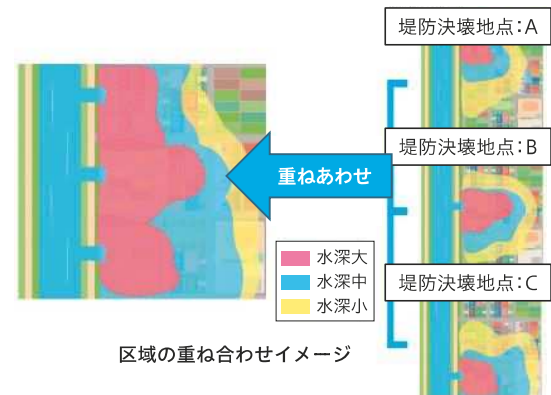 堤防決壊地点:A
堤防決壊地点:B
重ねあわせ
水深大
水深中
水深小
堤防決壊地点:C
区域の重ね合わせイメージ